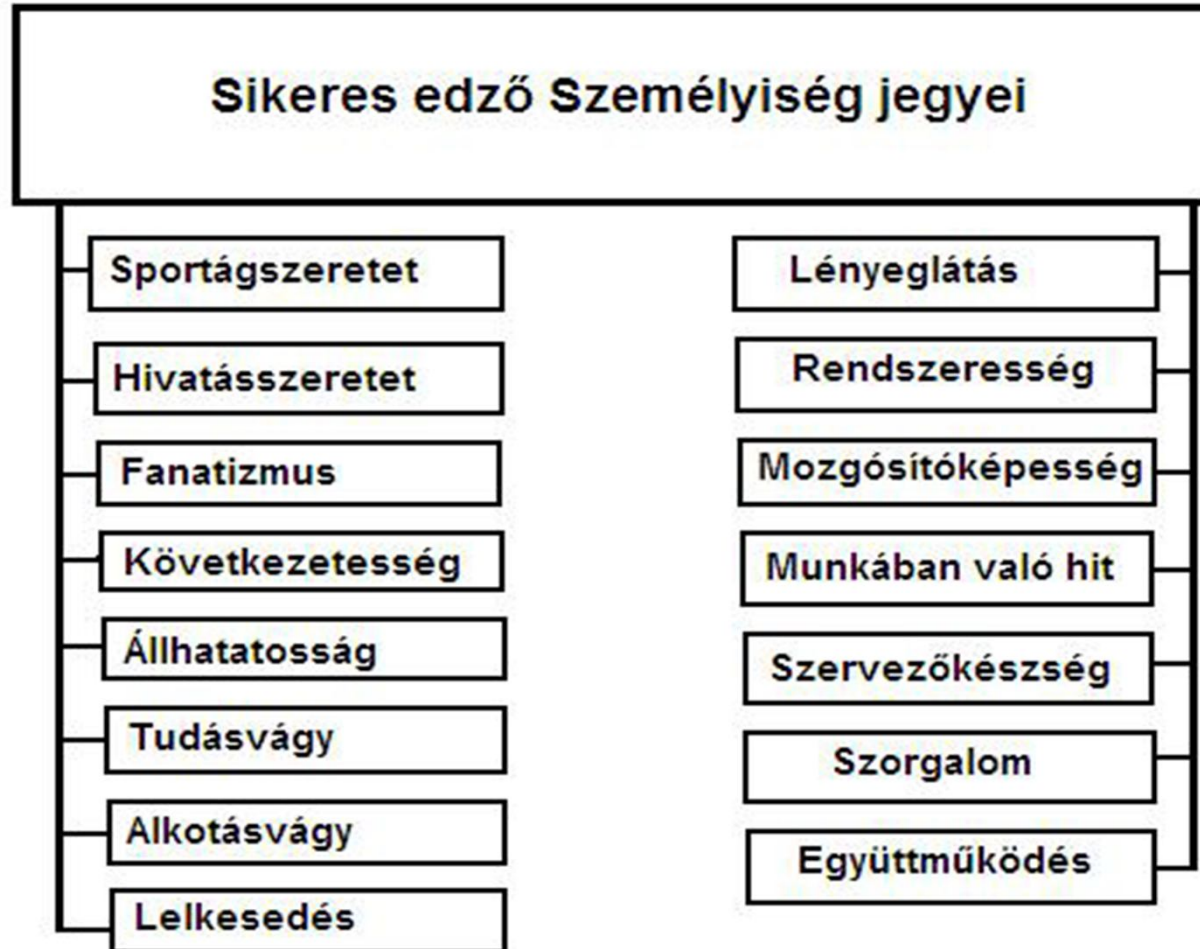 Sikeres edző Személyiség jegyei
Sportágszeretet
Hivatásszeretet
Fanatizmus
Következetesség
Állhatatosság
Tudásvágy
Alkotásvágy
Lelkesedés
Lényeglátás
Rendszeresség
Mozgósítóképesség
Munkában való hit
Szervezőkészség
Szorgalom
Együttműködés